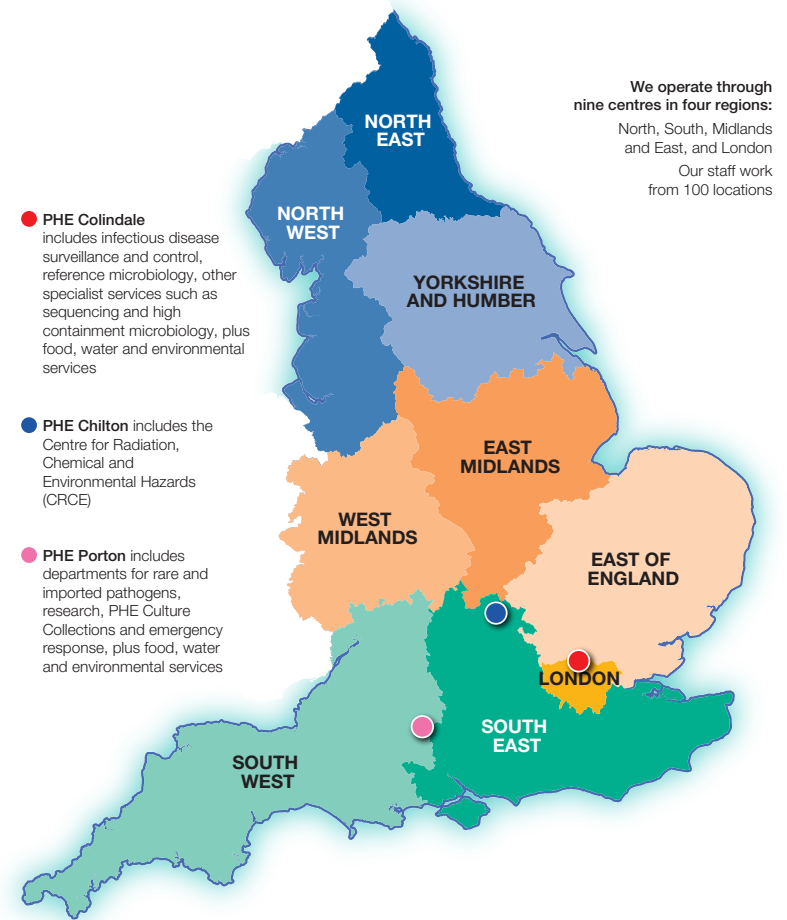 We operate through
nine centres in four regions:
North, South, Midlands
and East, and London
Our staff work
from 100 locations
PHE Colindale
includes infectious disease
surveillance and control,
reference microbiology, other
specialist services such as
sequencing and high
containment microbiology, plus
food, water and environmental
services
PHE Chilton includes the
Centre for Radiation,
Chemical and
Environmental Hazards
(CRCE)
PHE Porton includes
departments for rare and
imported pathogens,
research, PHE Culture
Collections and emergency
response, plus food, water
and environmental services
NORTH
EAST
NORTH
WEST
YORKSHIRE
AND HUMBER
EAST
MIDLANDS
WEST
MIDLANDS
EAST OF
ENGLAND
LONDON
SOUTH
EAST
SOUTH
WEST